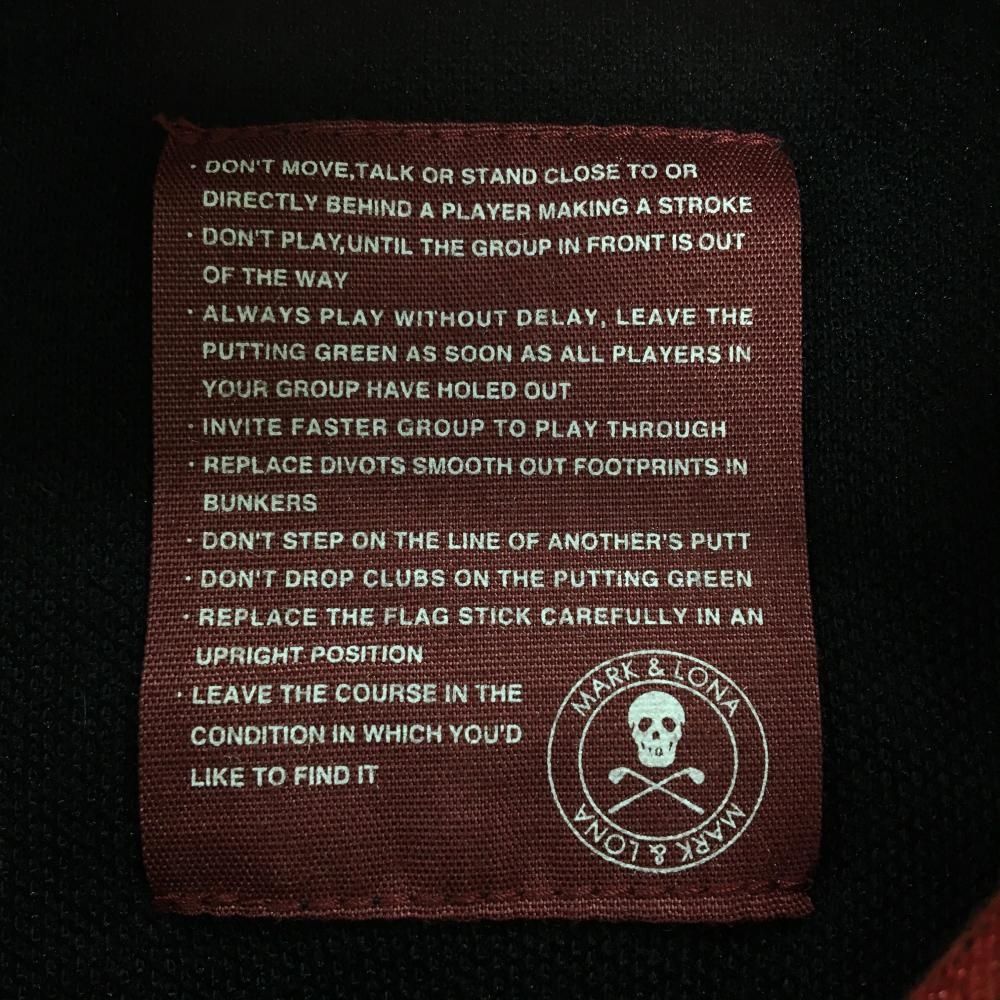 · DON'T MOVE,TALK OR STAND CLOSE TO OR
DIRECTLY BEHIND A PLAYER MAKING A STROKE
· DON'T PLAY,UNTIL THE GROUP IN FRONT IS OUT
OF THE WAY
· ALWAYS PLAY WITHOUT DELAY, LEAVE THE
PUTTING GREEN AS SOON AS ALL PLAYERS IN
YOUR GROUP HAVE HOLED OUT
· INVITE FASTER GROUP TO PLAY THROUGH
· REPLACE DIVOTS SMOOTH OUT FOOTPRINTS IN
BUNKERS
· DON'T STEP ON THE LINE OF ANOTHER'S PUTT
· DON'T DROP CLUBS ON THE PUTTING GREEN
· REPLACE THE FLAG STICK CAREFULLY IN AN
UPRIGHT POSITION
· LEAVE THE COURSE IN THE
CONDITION IN WHICH YOU'D
LIKE TO FIND IT
MARK & LONA
MARK & LONA